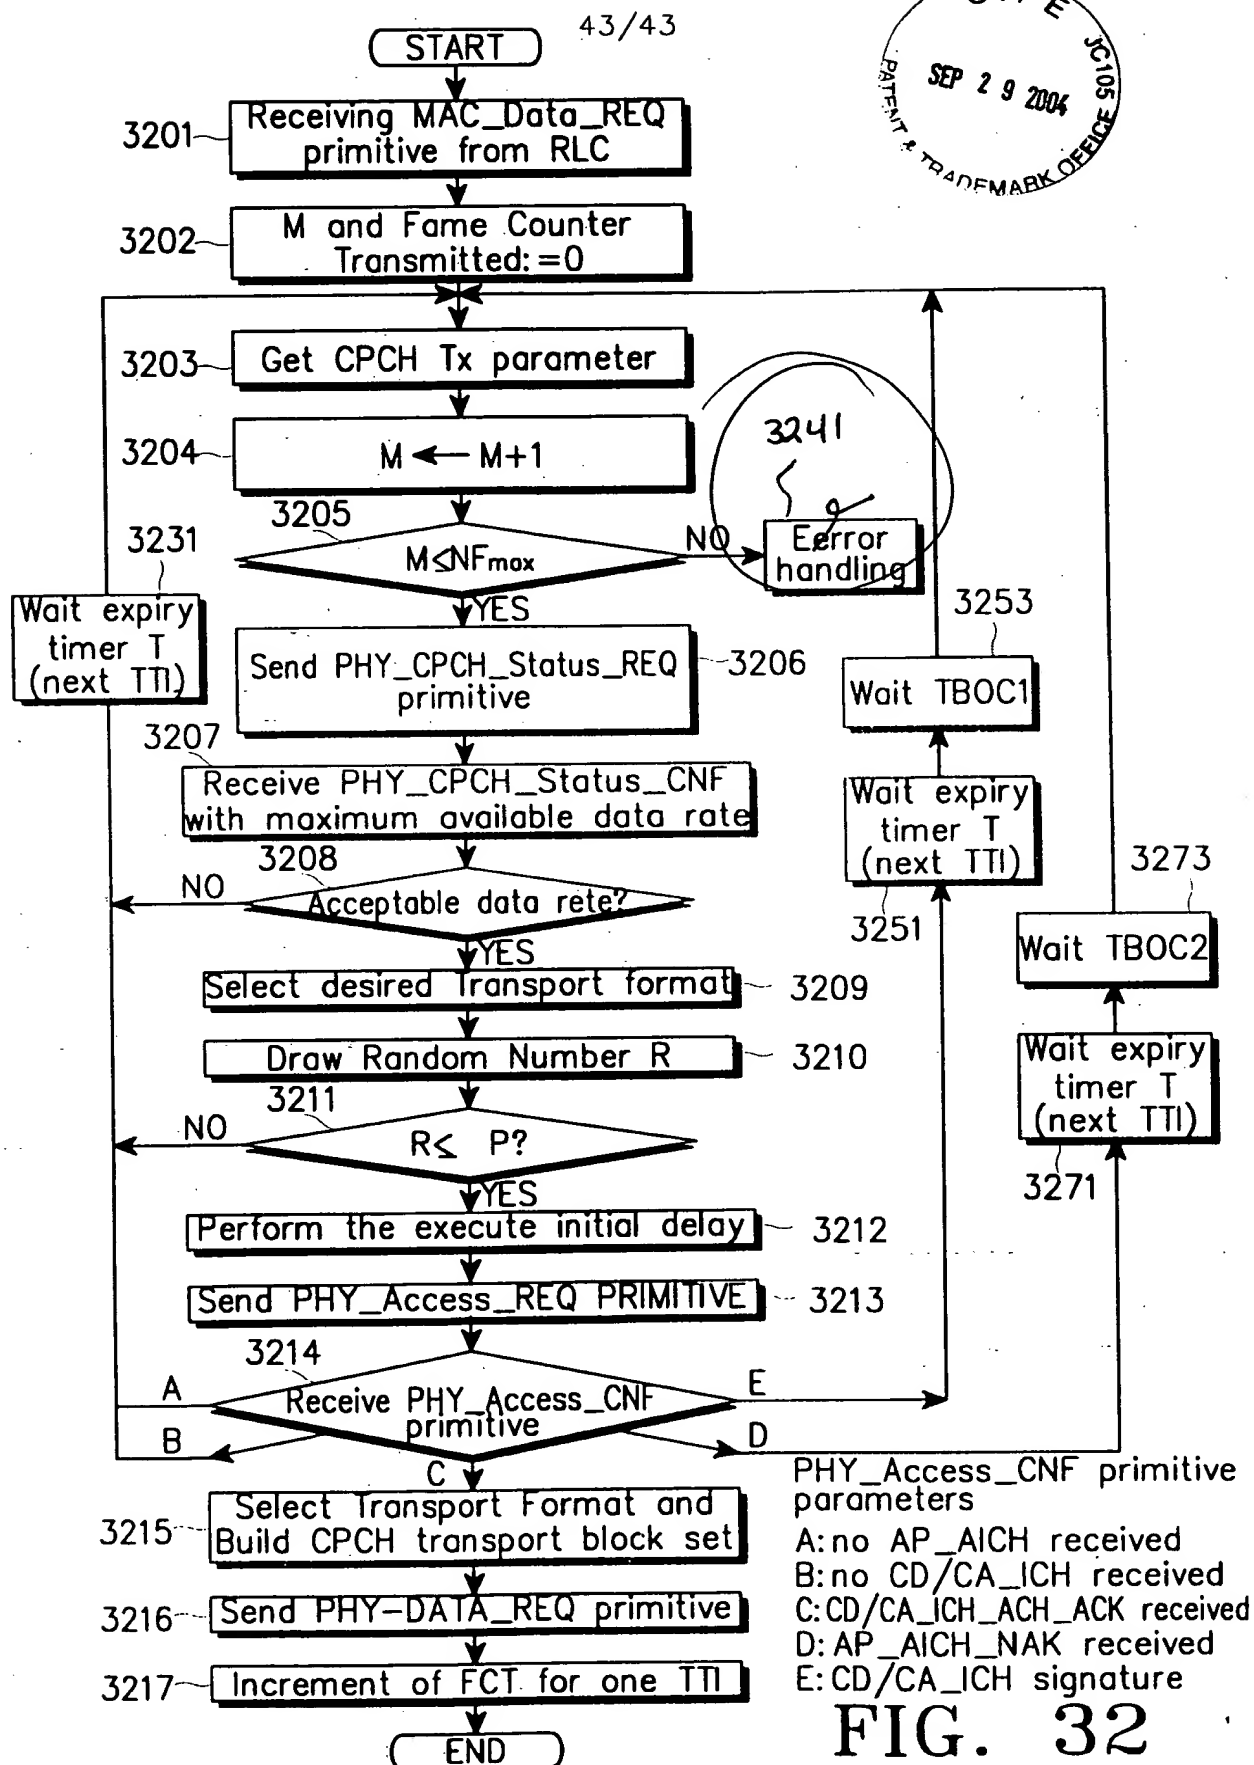 43/43
SEP 29 2004
JC105
PATENT & TRADEMARK OFFICE
START
3201
Receiving MAC_Data_REQ
primitive from RLC
3202
M and Fame Counter
Transmitted:=0
3203
Get CPCH Tx parameter
3204
M ← M+1
3241
3205
M≤NFmax
NO
Eerror
handling
YES
3231
Wait expiry
timer T
(next TTI)
3206
Send PHY_CPCH_Status_REQ
primitive
3253
Wait TBOC1
3207
Receive PHY_CPCH_Status_CNF
with maximum available data rate
Wait expiry
timer T
(next TTI)
3251
3208
NO
Acceptable data rete?
YES
3273
Wait TBOC2
Select desired Transport format
3209
Draw Random Number R
3210
Wait expiry
timer T
(next TTI)
3271
3211
NO
R≤ P?
YES
Perform the execute initial delay
3212
Send PHY_Access_REQ PRIMITIVE
3213
3214
A
Receive PHY_Access_CNF
primitive
E
B
D
C
3215
Select Transport Format and
Build CPCH transport block set
3216
Send PHY-DATA_REQ primitive
3217
Increment of FCT for one TTI
END
PHY_Access_CNF primitive
parameters
A:no AP_AICH received
B:no CD/CA_ICH received
C:CD/CA_ICH_ACH_ACK received
D:AP_AICH_NAK received
E:CD/CA_ICH signature
FIG. 32